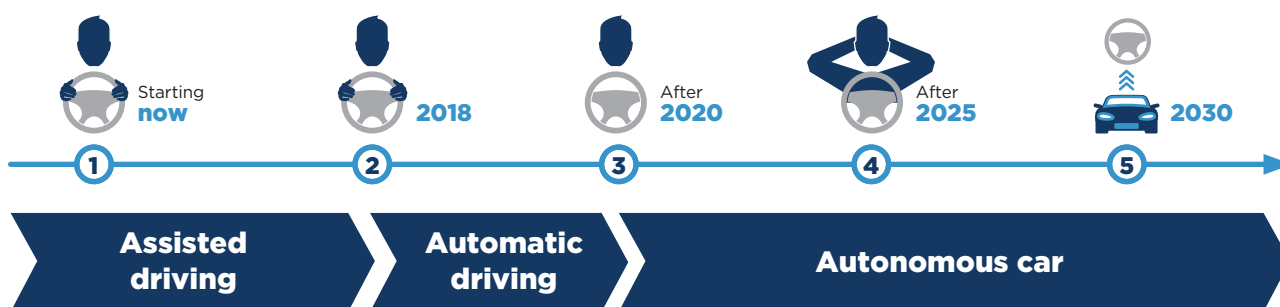 Starting
now
2018
After
2020
After
2025
2030
1
2
3
4
5
Assisted
driving
Automatic
driving
Autonomous car